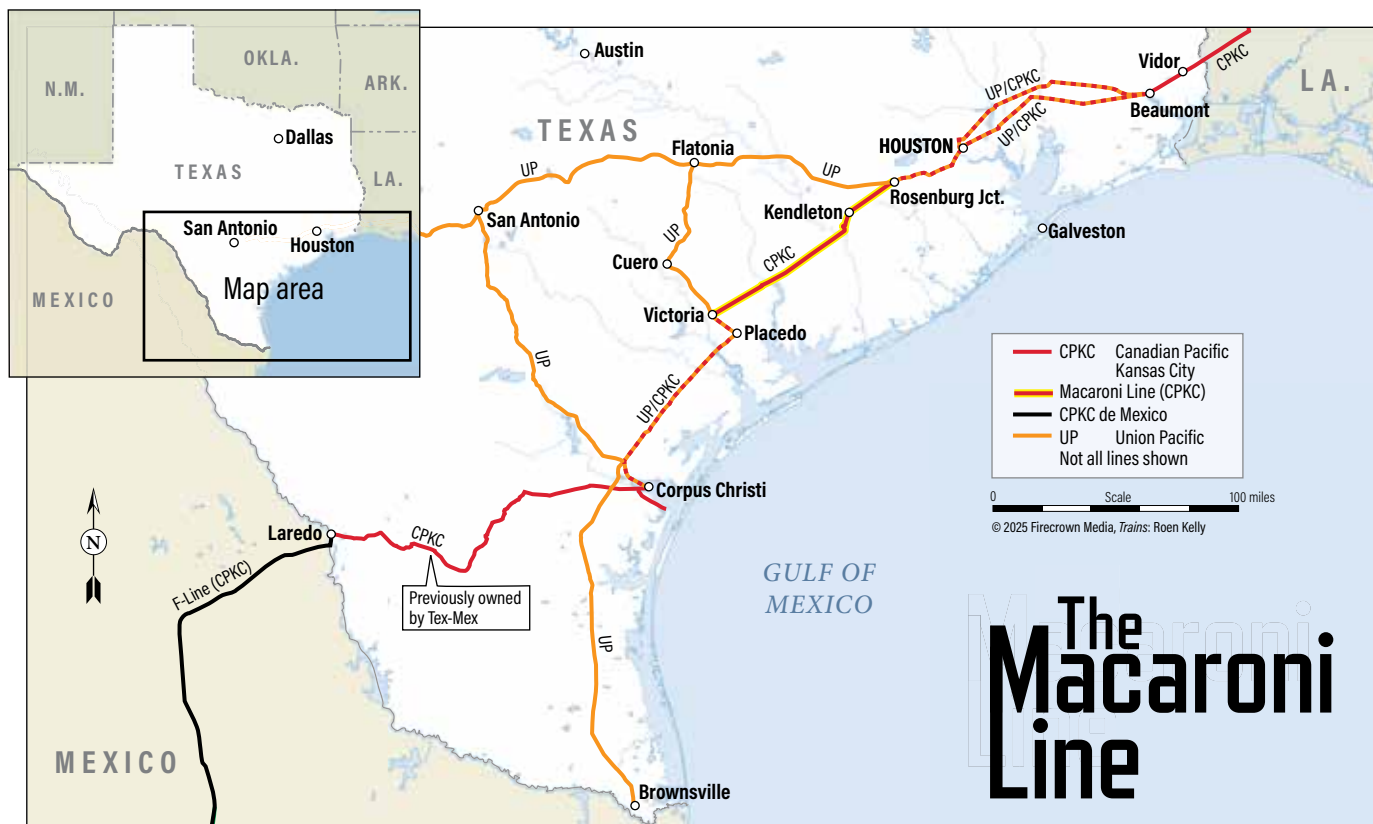 N.M.
OKLA.
ARK.
Dallas
TEXAS
LA.
San Antonio
Houston
MEXICO
Map area
Austin
TEXAS
Vidor
CPKC
LA.
Beaumont
UP/CPKC
UP/CPKC
HOUSTON
Flatonia
UP
UP
Rosenburg Jct.
San Antonio
Kendleton
Galveston
UP
Cuero
CPKC
Victoria
Placedo
UP
UP/CPKC
Corpus Christi
Laredo
CPKC
F-Line (CPKC)
Previously owned
by Tex-Mex
UP
Brownsville
MEXICO
N
GULF OF
MEXICO
CPKC Canadian Pacific
Kansas City
Macaroni Line (CPKC)
CPKC de Mexico
UP Union Pacific
Not all lines shown
0 Scale 100 miles
© 2025 Firecrown Media, Trains: Roen Kelly
The
Macaroni
Line